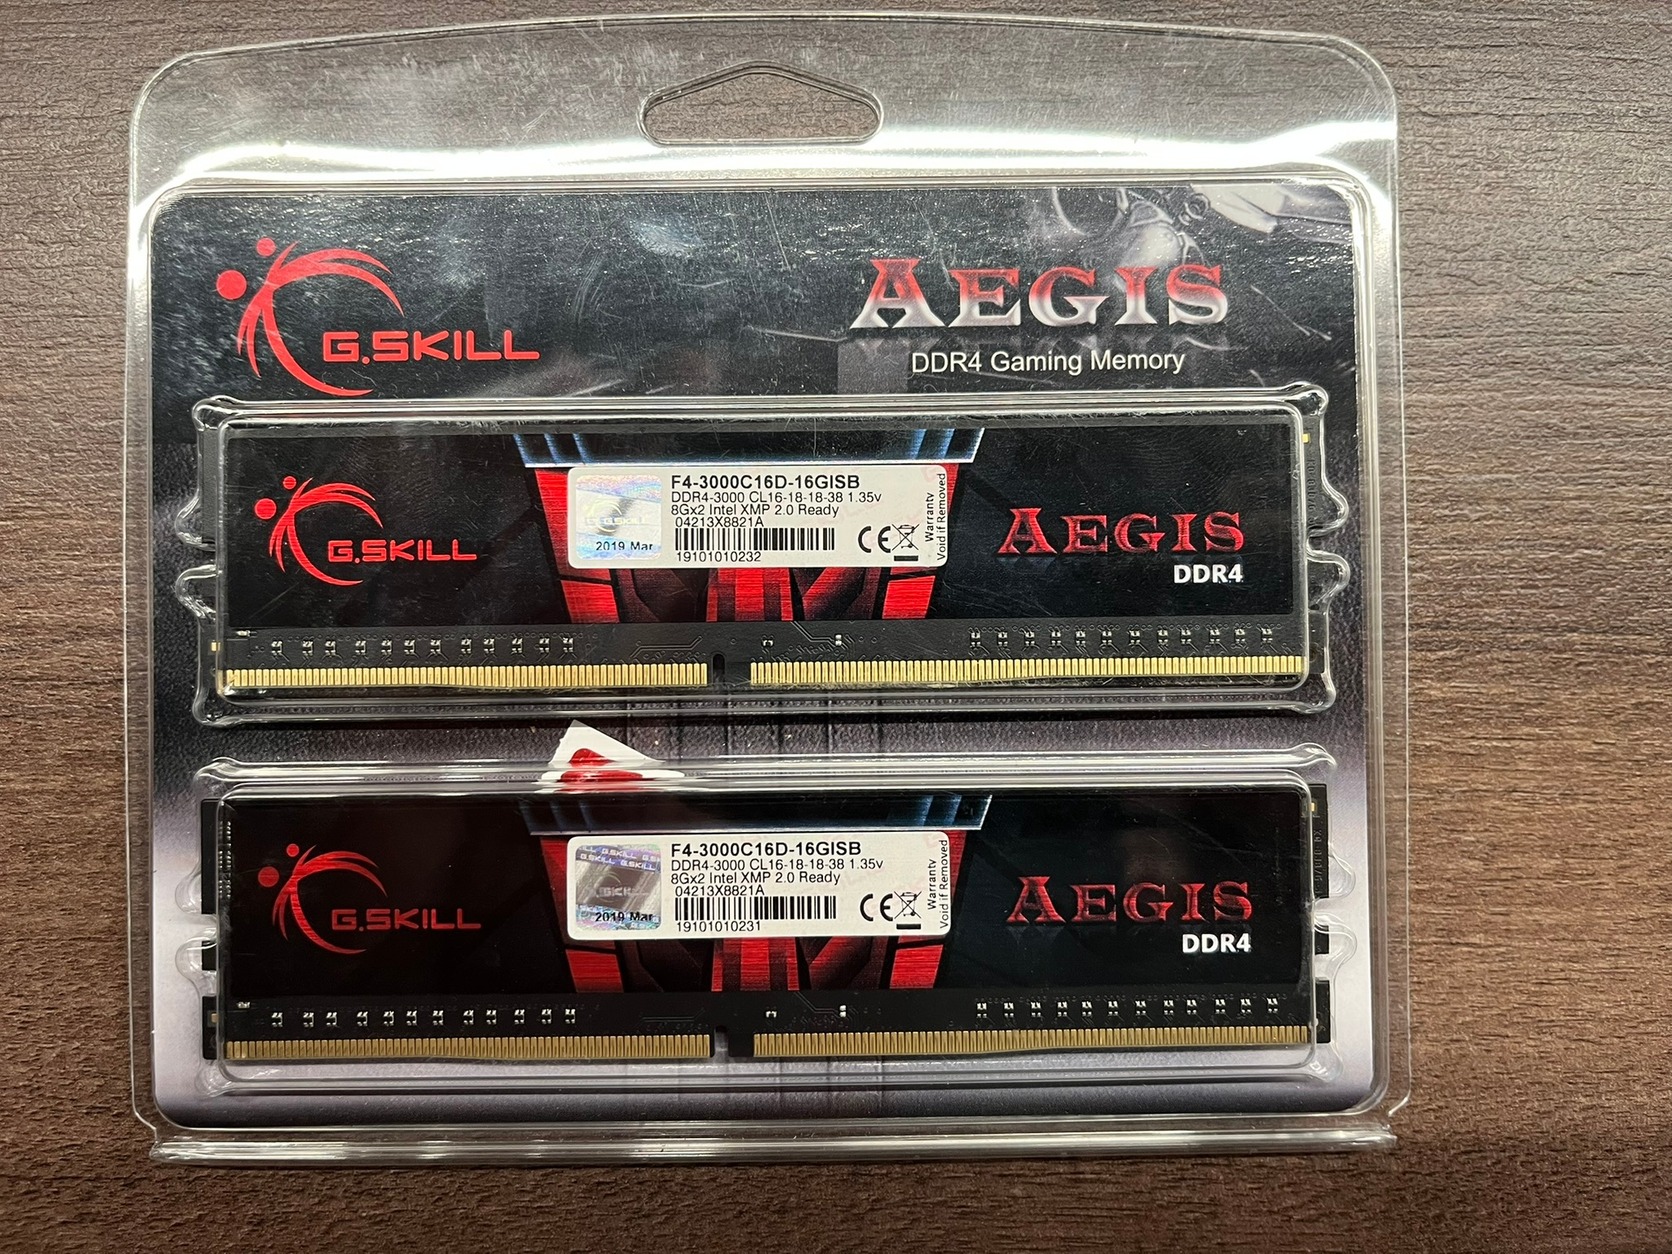 G.SKILL
AEGIS
DDR4 Gaming Memory
G.SKILL
2019 Mar
F4-3000C16D-16GISB
DDR4-3000 CL16-18-18-38 1.35v
8Gx2 Intel XMP 2.0 Ready
04213X8821A
19101010232
CE
Warranty
Void if Removed
AEGIS
DDR4
G.SKILL
G.SKILL
2019 Mar
F4-3000C16D-16GISB
DDR4-3000 CL16-18-18-38 1.35v
8Gx2 Intel XMP 2.0 Ready
04213X8821A
19101010231
CE
Warranty
Void if Removed
AEGIS
DDR4